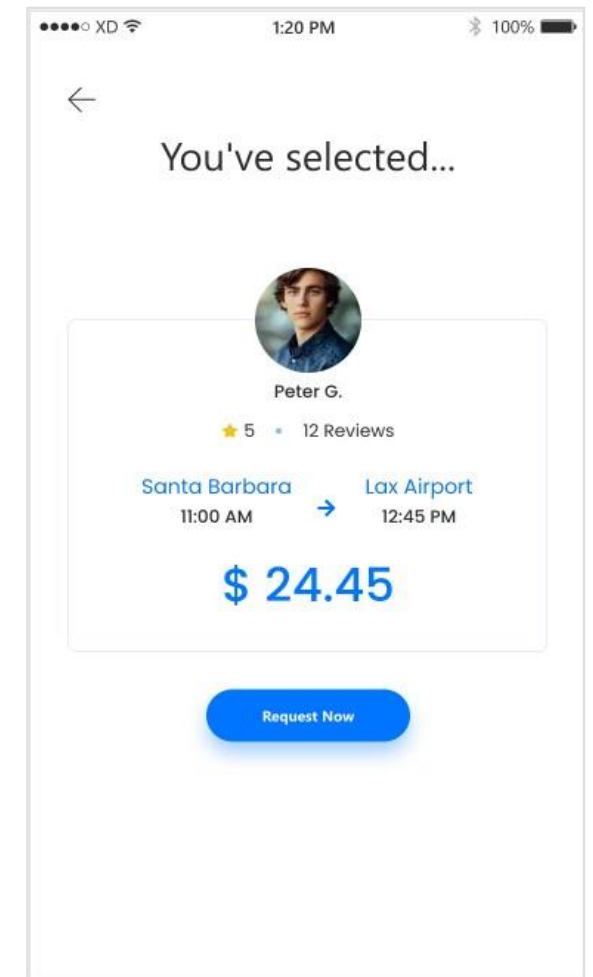 XD 1:20 PM 100%
You've selected...
Peter G.
5 • 12 Reviews
Santa Barbara → Lax Airport
11:00 AM 12:45 PM
$ 24.45
Request Now